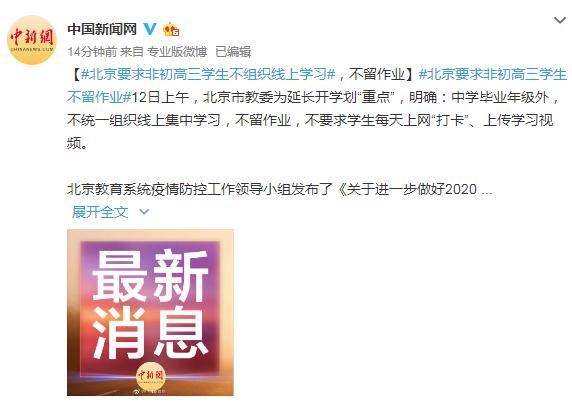 中新網
CHINANEWS.COM
中国新闻网
14分钟前 来自 专业版微博 已编辑
【#北京要求非初高三学生不组织线上学习#，不留作业】#北京要求非初高三学生
不留作业#12日上午，北京市教委为延长开学划“重点”，明确：中学毕业年级外，
不统一组织线上集中学习，不留作业，不要求学生每天上网“打卡”、上传学习视
频。
北京教育系统疫情防控工作领导小组发布了《关于进一步做好2020 ...
展开全文
最新
消息
中新網